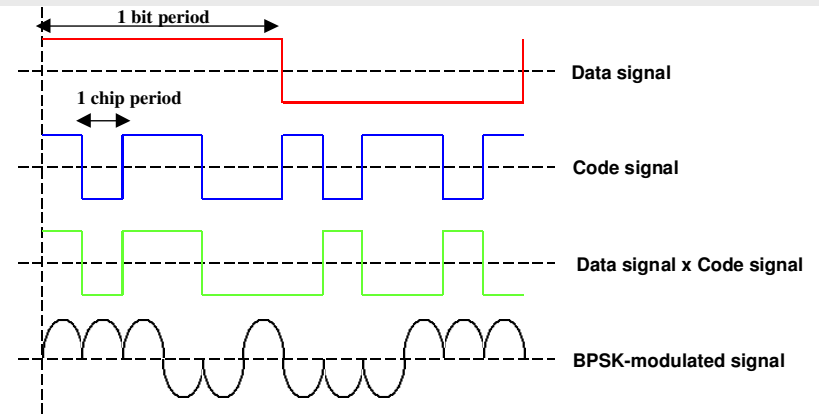 1 bit period
Data signal
1 chip period
Code signal
Data signal x Code signal
BPSK-modulated signal